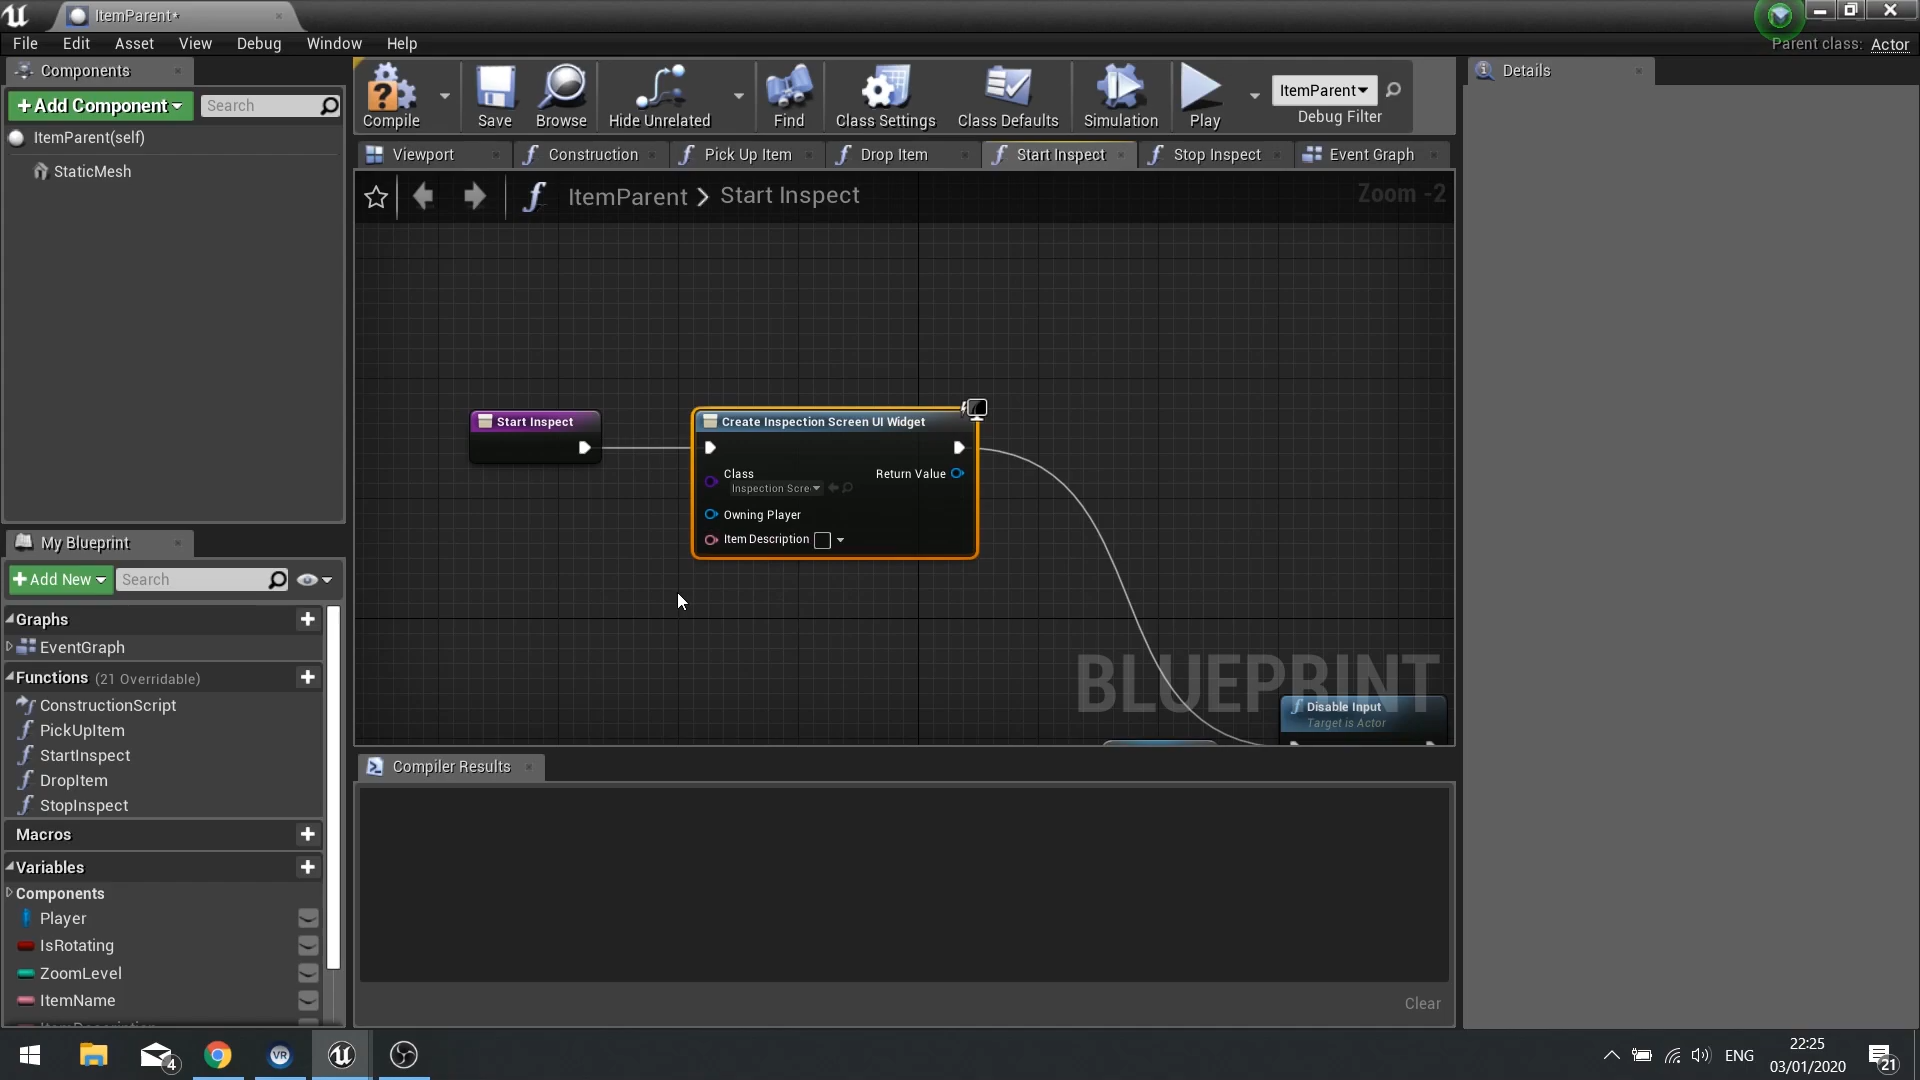 ItemParent*
File Edit Asset View Debug Window Help
Parent class: Actor
Components
+Add Component
Search
ItemParent(self)
StaticMesh
Compile
Save
Browse
Hide Unrelated
Find
Class Settings
Class Defaults
Simulation
Play
ItemParent
Debug Filter
Details
Viewport
Construction
Pick Up Item
Drop Item
Start Inspect
Stop Inspect
Event Graph
ItemParent > Start Inspect
Zoom -2
Start Inspect
Create Inspection Screen UI Widget
Class
Return Value
Inspection Scre
Owning Player
Item Description
BLUEPRINT
Disable Input
Target is Actor
My Blueprint
+Add New
Search
Graphs
EventGraph
Functions (21 Overridable)
ConstructionScript
PickUpItem
StartInspect
DropItem
StopInspect
Macros
Variables
Components
Player
IsRotating
ZoomLevel
ItemName
Compiler Results
Clear
4
VR
ENG
22:25
03/01/2020
21